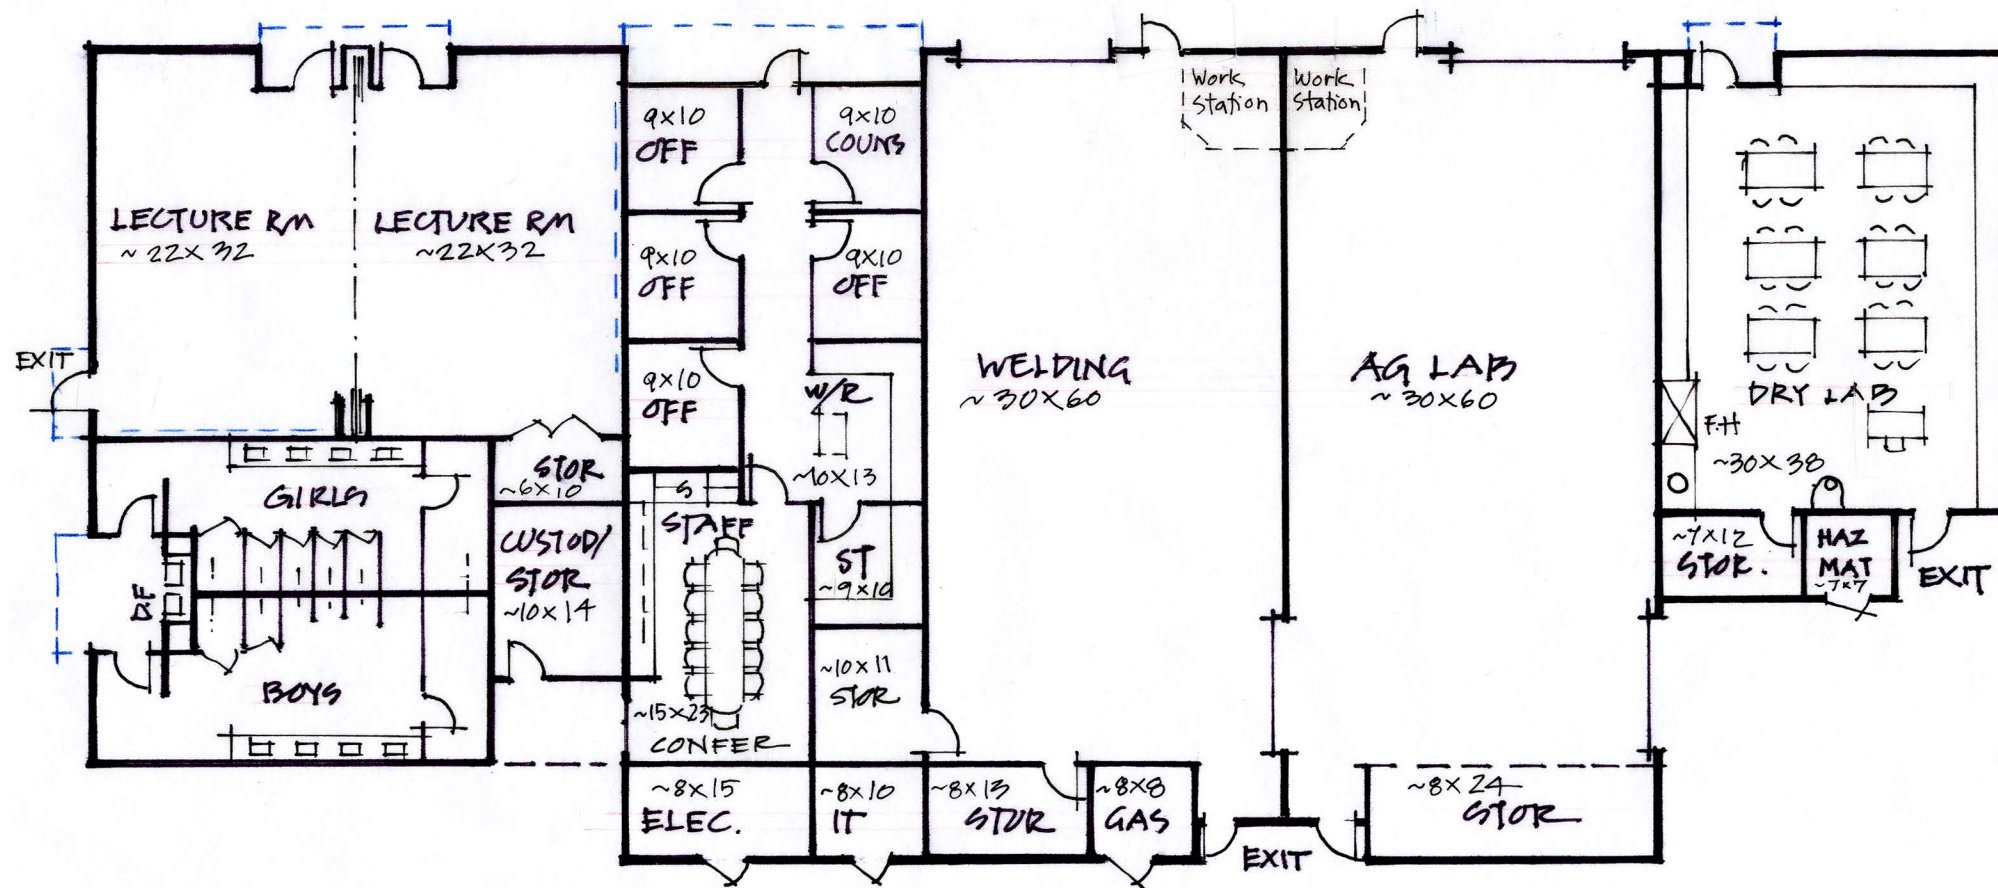 LECTURE RM
~22X32
LECTURE RM
~22X32
EXIT
GIRLS
DF
BOYS
STOR
~6X10
CUSTOD/
STOR
~10X14
9x10
OFF
9x10
OFF
9x10
OFF
9x10
COUNS
9x10
OFF
W/R
~10X13
S
STAFF
~15x23
CONFER
ST
~9x10
~10x11
STOR
~8x15
ELEC.
~8x10
IT
~8x13
STOR
~8x8
GAS
Work
Station
Work
Station
WELDING
~30X60
AG LAB
~30X60
EXIT
~8X24
STOR
DRY LAB
F.H
~30X38
~7X12
STOR.
HAZ
MAT
~7x7
EXIT